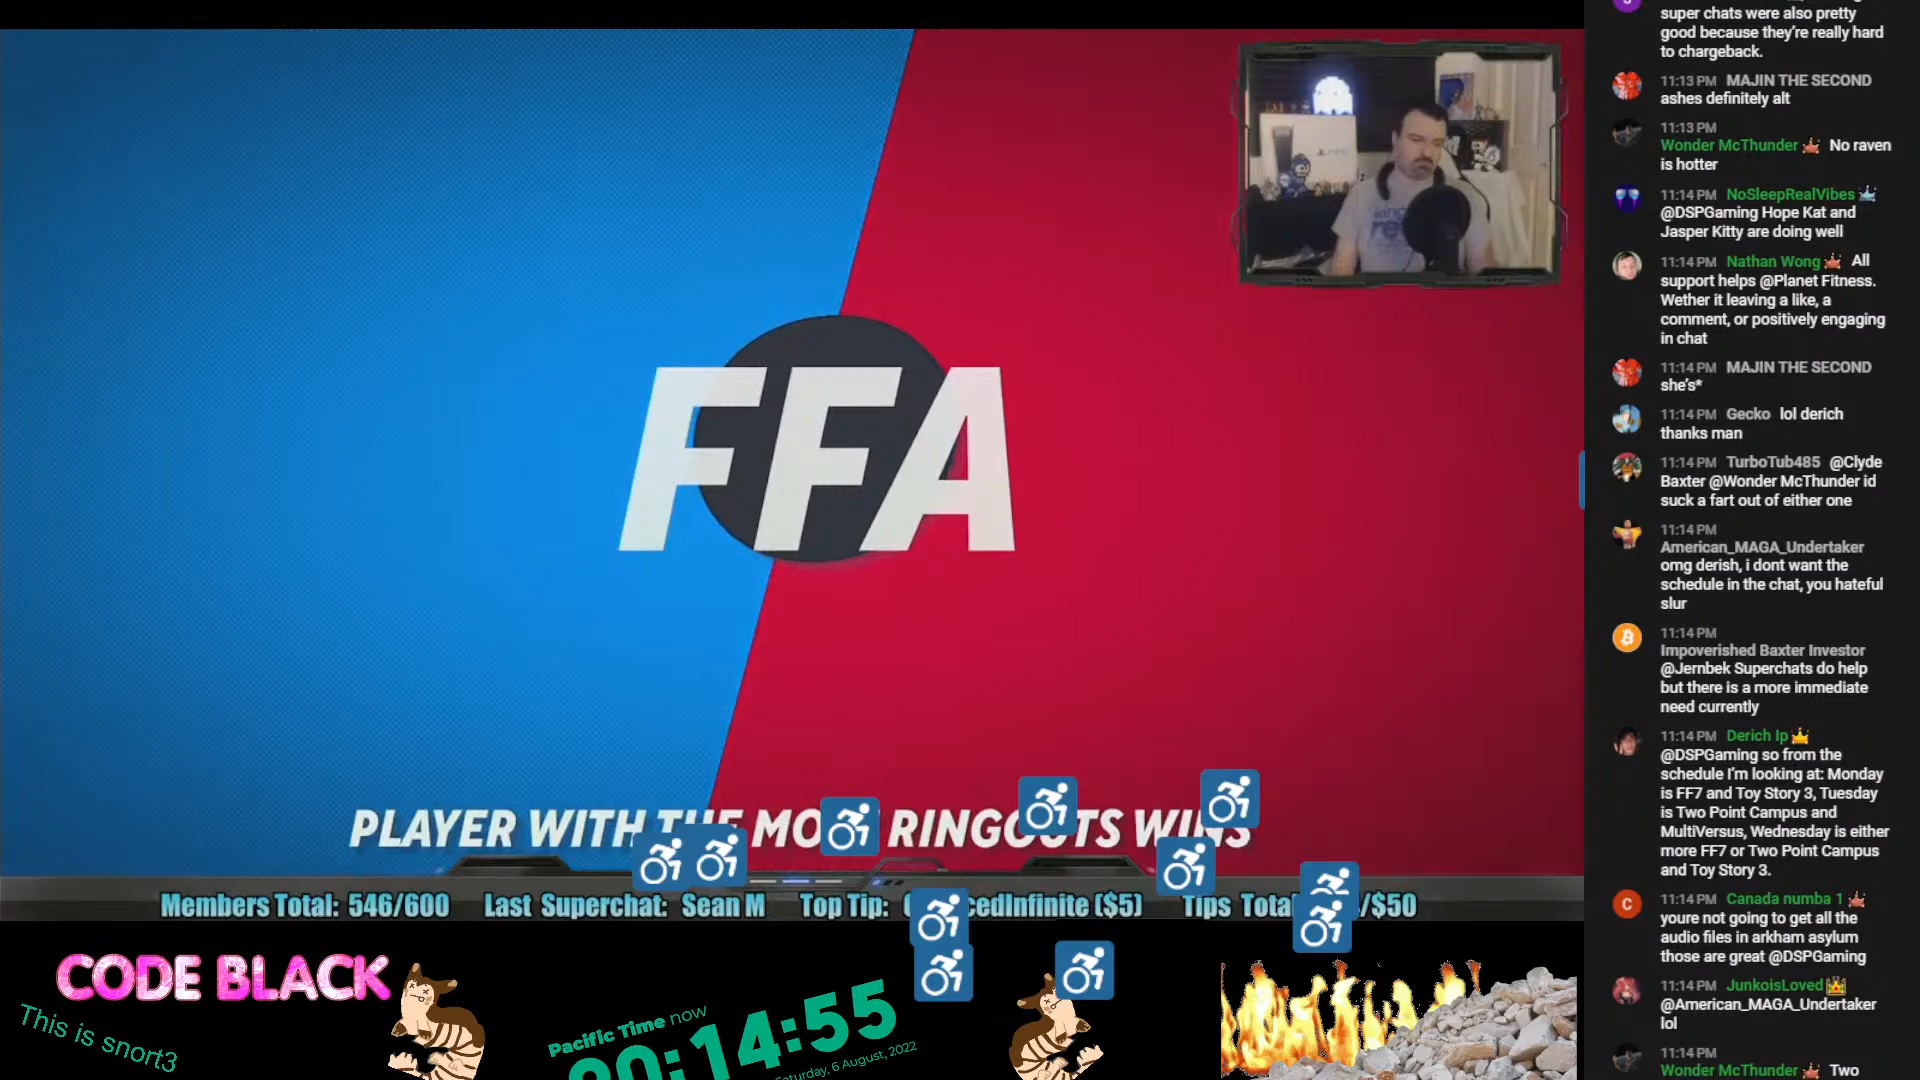 FFA
PLAYER WITH THE MO RINGOUTS WINS
Members Total: 546/600 Last Superchat: Sean M Top Tip: cedInfinite ($5) Tips Tota /$50
CODE BLACK
This is snort3
Pacific Time now
20:14:55
Saturday, 6 August, 2022
super chats were also pretty
good because they're really hard
to chargeback.
11:13 PM MAJIN THE SECOND
ashes definitely alt
11:13 PM
Wonder McThunder No raven
is hotter
11:14 PM NoSleepRealVibes
@DSPGaming Hope Kat and
Jasper Kitty are doing well
11:14 PM Nathan Wong All
support helps @Planet Fitness.
Wether it leaving a like, a
comment, or positively engaging
in chat
11:14 PM MAJIN THE SECOND
she's*
11:14 PM Gecko lol derich
thanks man
11:14 PM TurboTub485 @Clyde
Baxter @Wonder McThunder id
suck a fart out of either one
11:14 PM
American_MAGA_Undertaker
omg derish, i dont want the
schedule in the chat, you hateful
slur
11:14 PM
Impoverished Baxter Investor
@Jernbek Superchats do help
but there is a more immediate
need currently
11:14 PM Derich Ip
@DSPGaming so from the
schedule I'm looking at: Monday
is FF7 and Toy Story 3, Tuesday
is Two Point Campus and
MultiVersus, Wednesday is either
more FF7 or Two Point Campus
and Toy Story 3.
11:14 PM Canada numba 1
youre not going to get all the
audio files in arkham asylum
those are great @DSPGaming
11:14 PM JunkoisLoved
@American_MAGA_Undertaker
lol
11:14 PM
Wonder McThunder Two